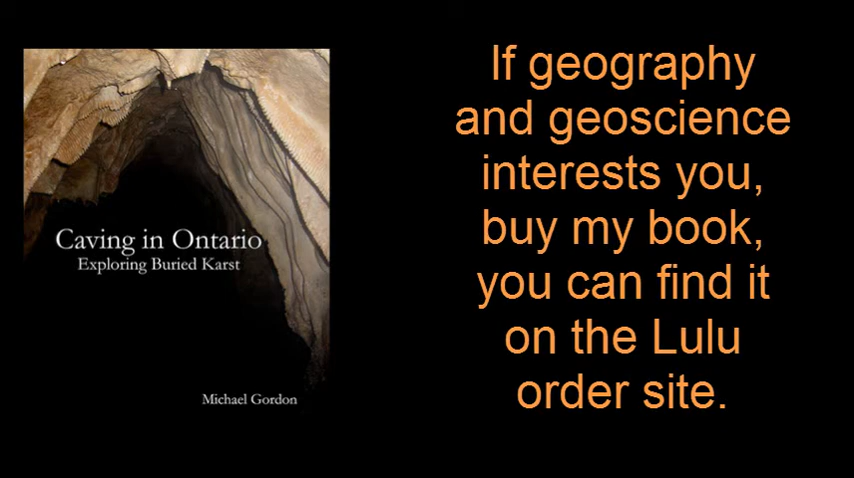 Caving in Ontario
Exploring Buried Karst
Michael Gordon
If geography
and geoscience
interests you,
buy my book,
you can find it
on the Lulu
order site.